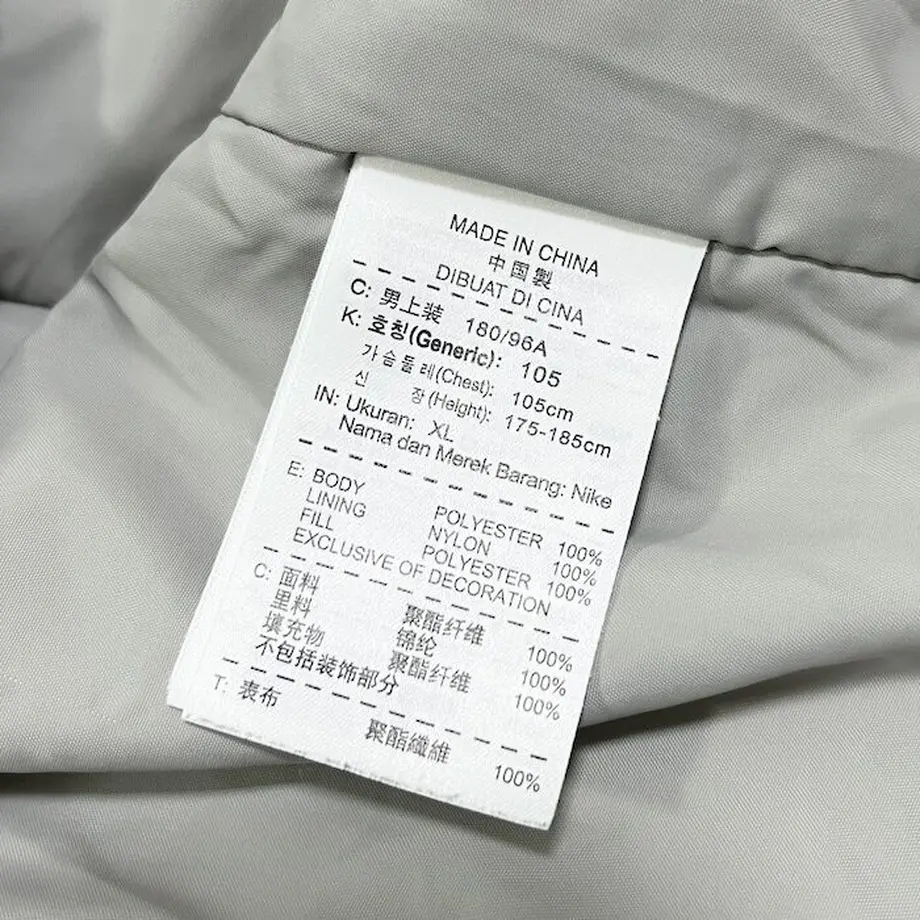 MADE IN CHINA
中国製
DIBUAT DI CINA
C: 男上装 180/96A
K: 호칭(Generic): 105
가슴둘레(Chest): 105cm
신 장(Height): 175-185cm
IN: Ukuran: XL
Nama dan Merek Barang: Nike
E: BODY POLYESTER 100%
LINING NYLON 100%
FILL POLYESTER 100%
EXCLUSIVE OF DECORATION
C: 面料 聚酯纤维 100%
里料 锦纶 100%
填充物 聚酯纤维 100%
不包括装饰部分
T: 表布 聚酯纖維 100%